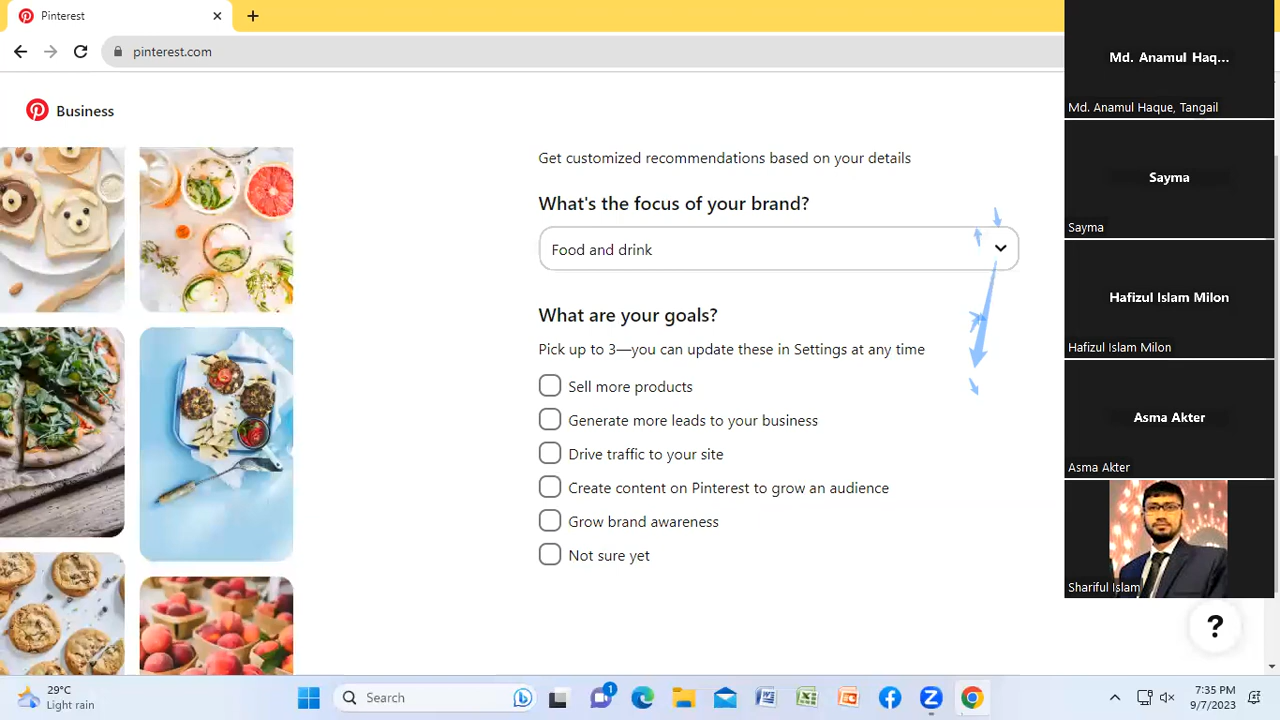 Pinterest
pinterest.com
Business
Get customized recommendations based on your details
What's the focus of your brand?
Food and drink
What are your goals?
Pick up to 3—you can update these in Settings at any time
Sell more products
Generate more leads to your business
Drive traffic to your site
Create content on Pinterest to grow an audience
Grow brand awareness
Not sure yet
Md. Anamul Haq...
Md. Anamul Haque, Tangail
Sayma
Sayma
Hafizul Islam Milon
Hafizul Islam Milon
Asma Akter
Asma Akter
Shariful Islam
?
29°C
Light rain
Search
1
7:35 PM
9/7/2023